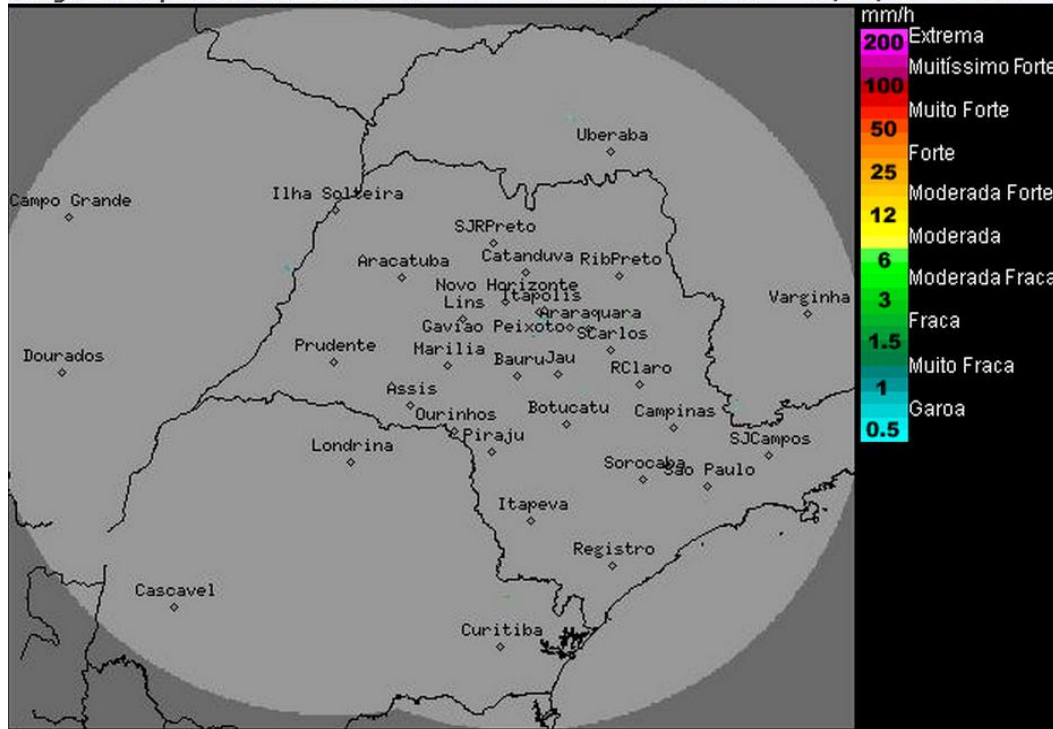 mm/h
200 Extrema
Muitíssimo Forte
100
Muito Forte
50
Forte
25
Moderada Forte
12
Moderada
6
Moderada Fraca
3
Fraca
1.5
Muito Fraca
1
Garoa
0.5
Uberaba
Campo Grande
Ilha Solteira
SJRPreto
Catanduva
RibPreto
Aracatuba
Novo Horizonte
Itapolis
Lins
Araraquara
Gaviao Peixoto
SCarlos
Varginha
Dourados
Prudente
Marilia
Bauru
Jau
RClaro
Assis
Ourinhos
Botucatu
Campinas
Piraju
Londrina
SJCampos
Sorocaba
Sao Paulo
Itapeva
Registro
Cascavel
Curitiba